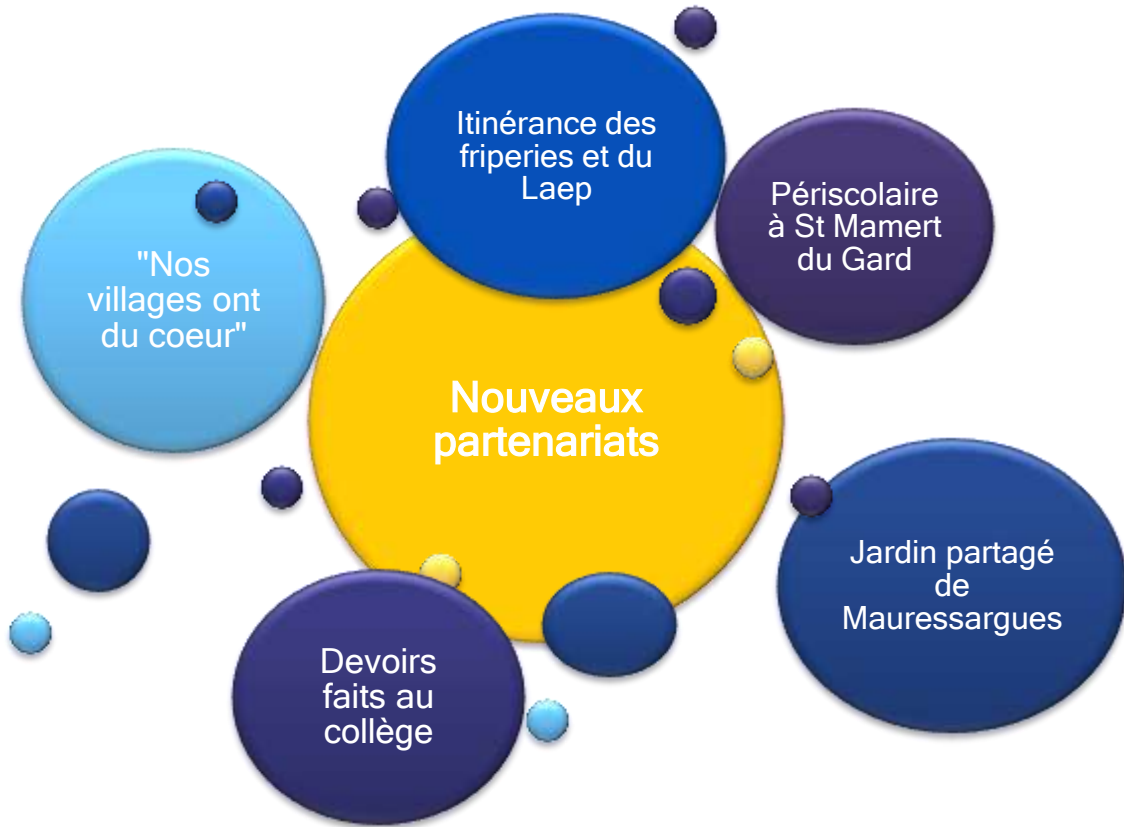 Itinérance des
friperies et du
Laep
Périscolaire
à St Mamert
du Gard
"Nos
villages ont
du coeur"
Nouveaux
partenariats
Jardin partagé
de
Mauressargues
Devoirs
faits au
collège